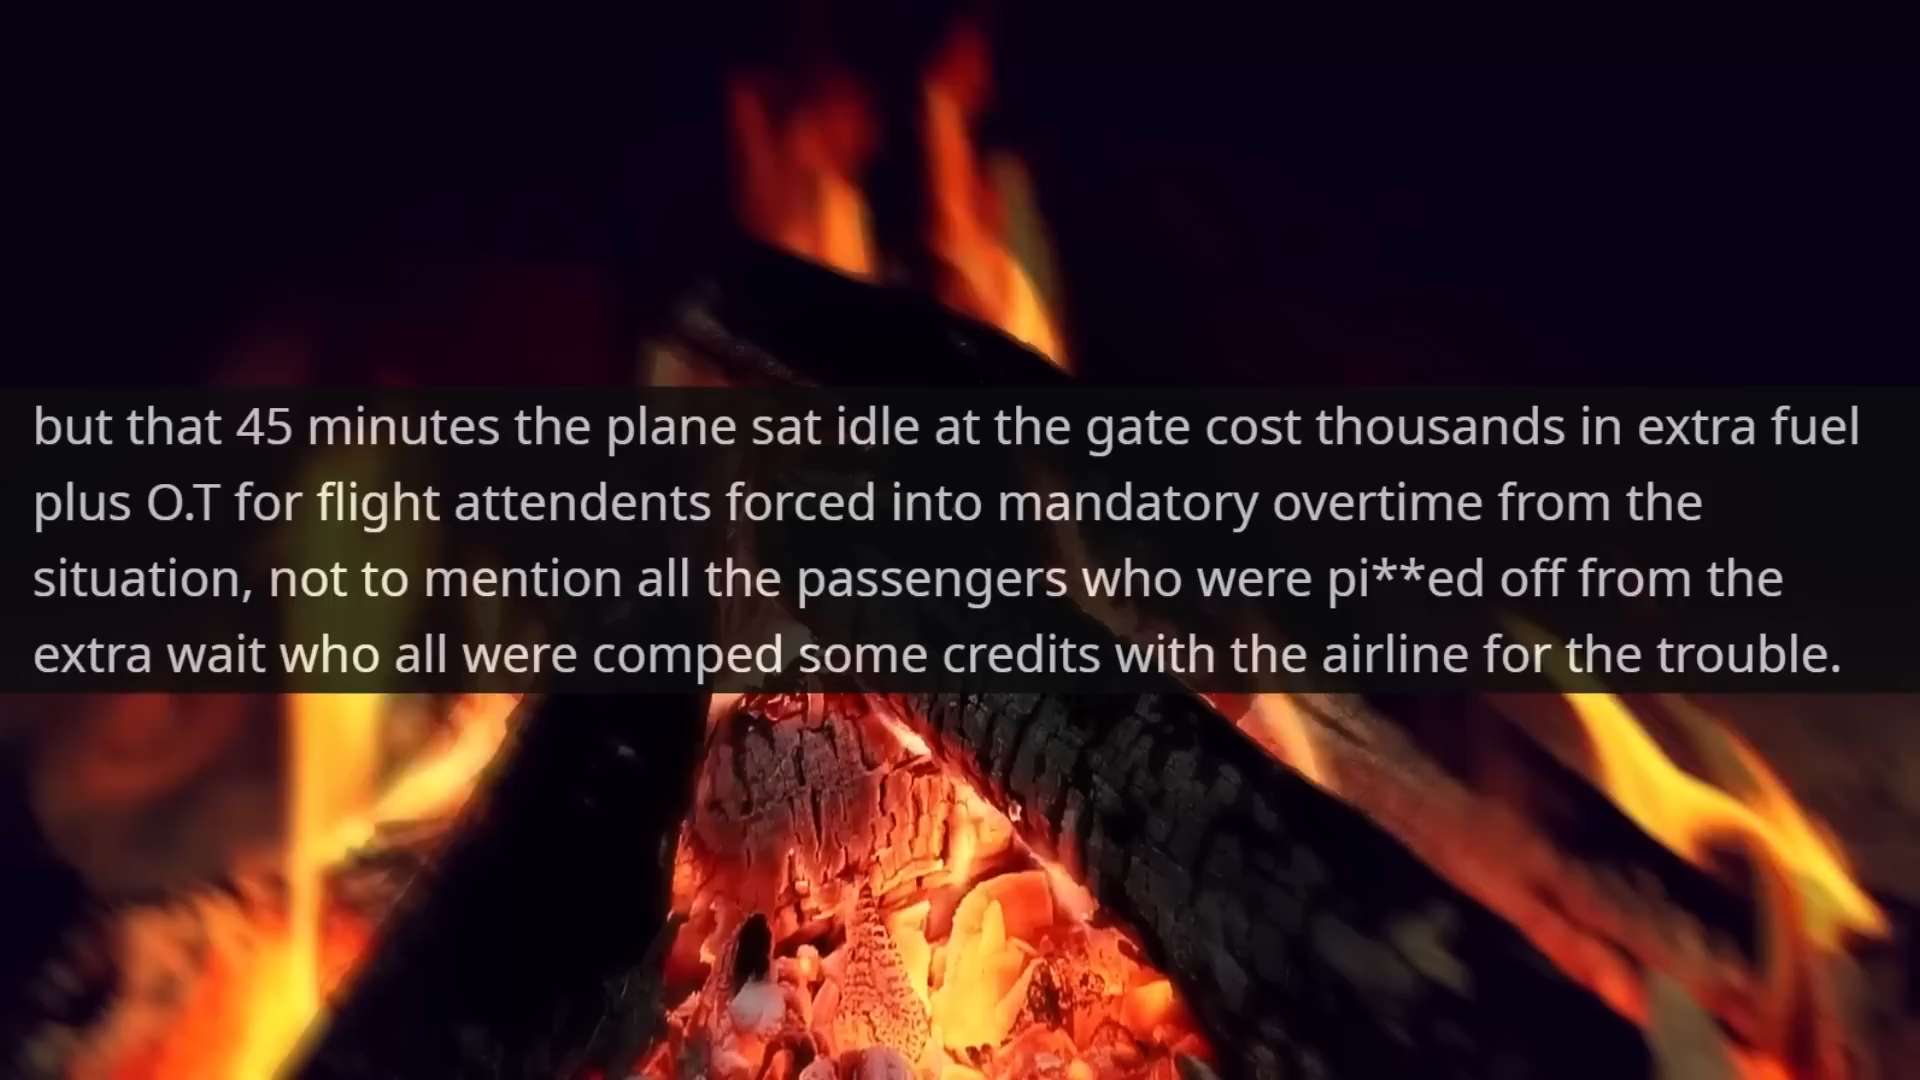 but that 45 minutes the plane sat idle at the gate cost thousands in extra fuel
plus O.T for flight attendents forced into mandatory overtime from the
situation, not to mention all the passengers who were pi**ed off from the
extra wait who all were comped some credits with the airline for the trouble.